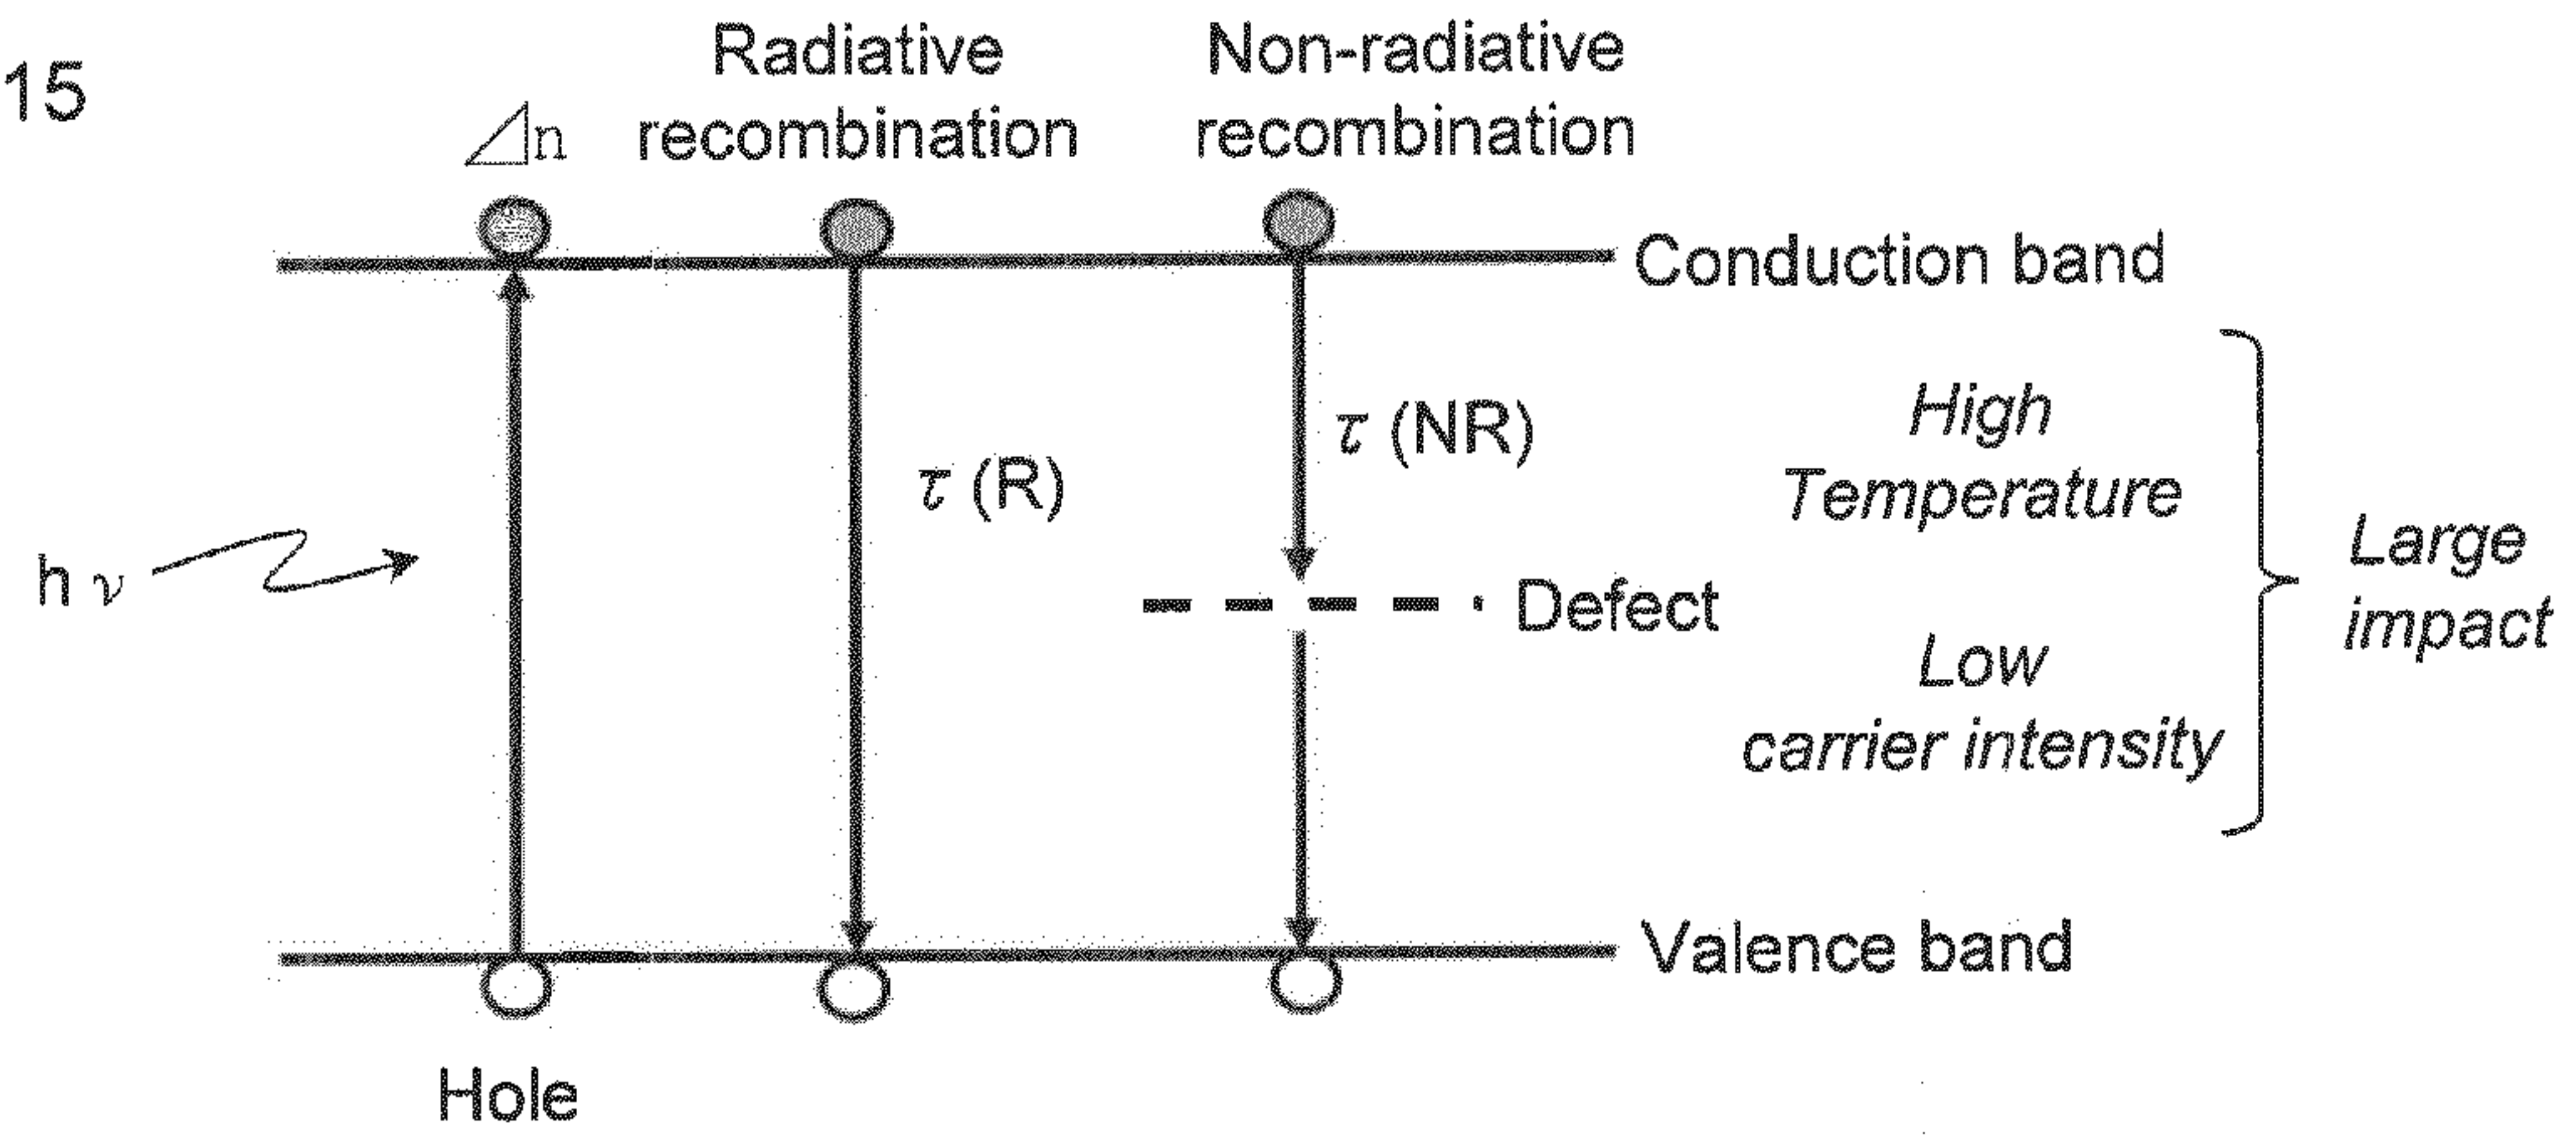 15
Radiative
recombination
Non-radiative
recombination
⊿n
Conduction band
High
Temperature
τ (NR)
τ (R)
Large
impact
h ν
Defect
Low
carrier intensity
Valence band
Hole